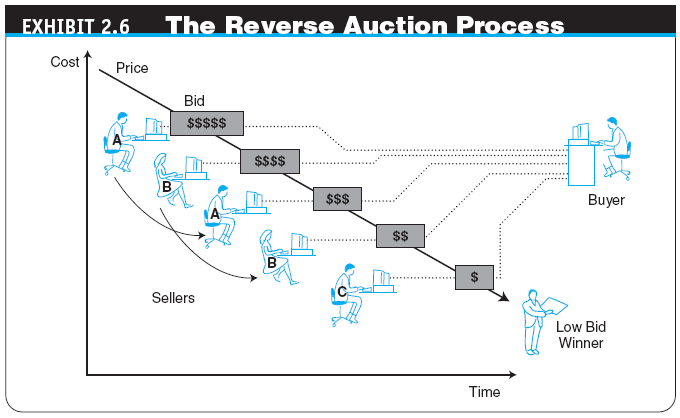 EXHIBIT 2.6 The Reverse Auction Process
Cost
Price
Bid
$$$$$
A
$$$$
B
$$$
A
Buyer
$$
B
$
C
Sellers
Low Bid
Winner
Time